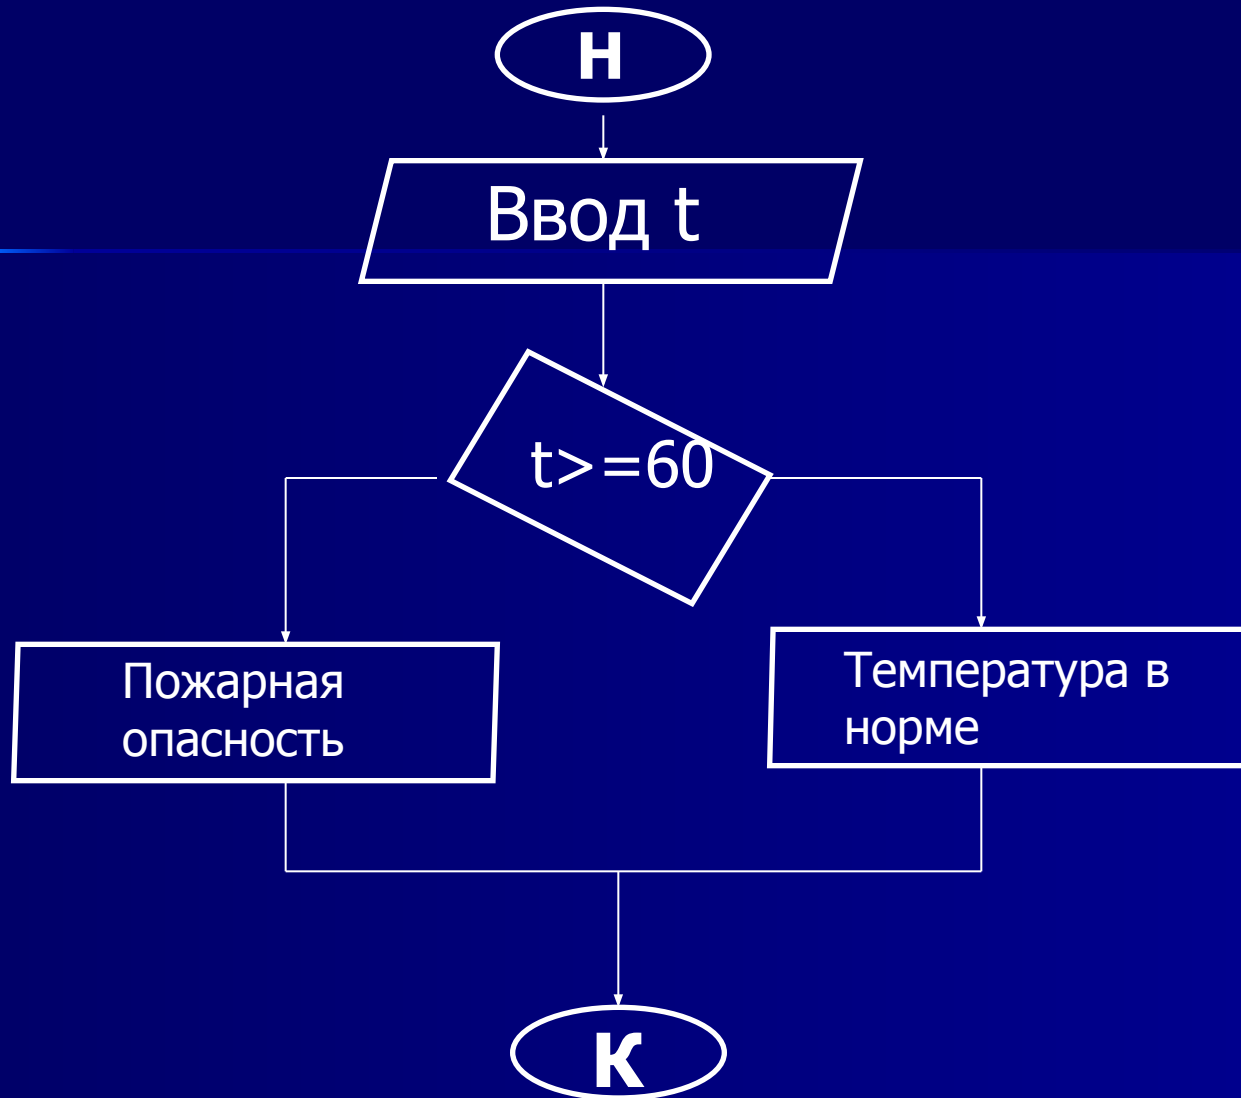 Н
Ввод t
t>=60
Пожарная
опасность
Температура в
норме
К